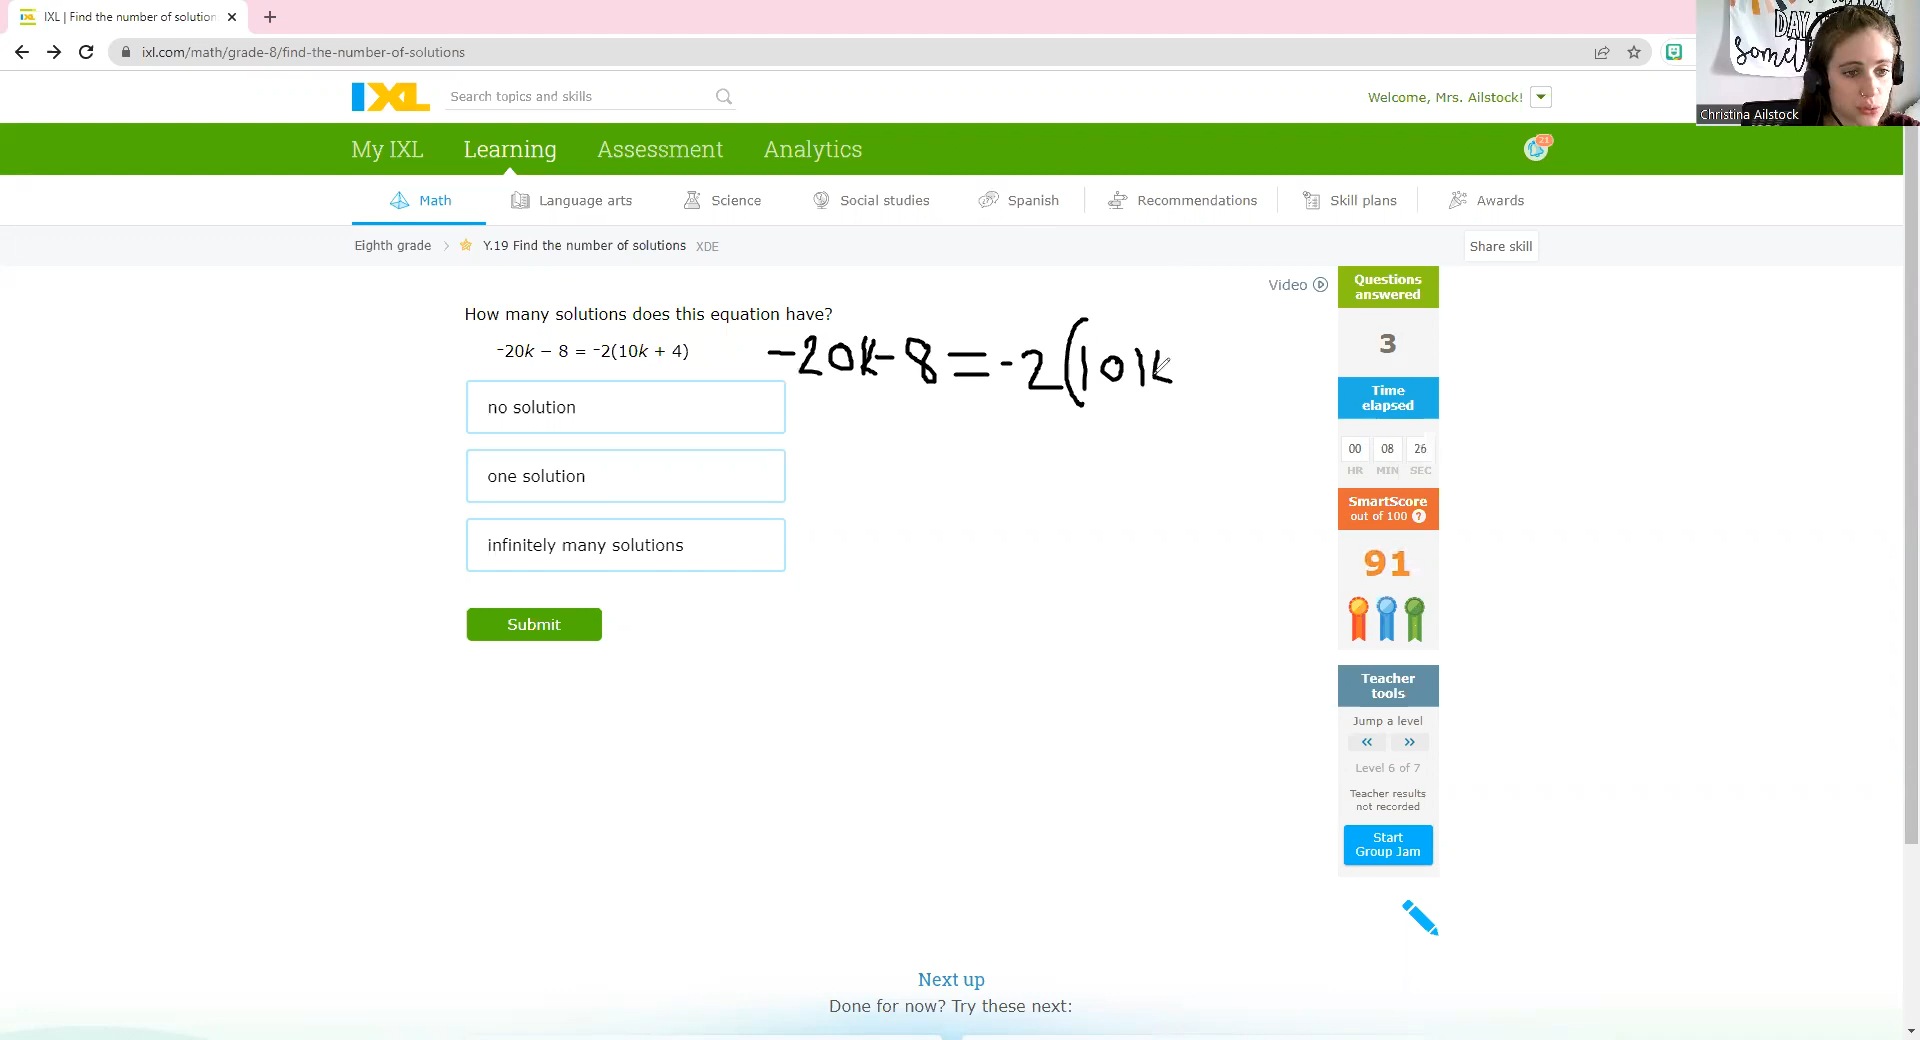 IXL | Find the number of solution
ixl.com/math/grade-8/find-the-number-of-solutions
DAY
somet
Christina Ailstock
IXL
Search topics and skills
Welcome, Mrs. Ailstock!
My IXL
Learning
Assessment
Analytics
21
Math
Language arts
Science
Social studies
Spanish
Recommendations
Skill plans
Awards
Eighth grade > Y.19 Find the number of solutions XDE
Share skill
Video
How many solutions does this equation have?
-20k − 8 = -2(10k + 4)
-20k-8=-2(10k
no solution
one solution
infinitely many solutions
Submit
Questions
answered
3
Time
elapsed
00 08 26
HR MIN SEC
SmartScore
out of 100 ?
91
Teacher
tools
Jump a level
Level 6 of 7
Teacher results
not recorded
Start
Group Jam
Next up
Done for now? Try these next: